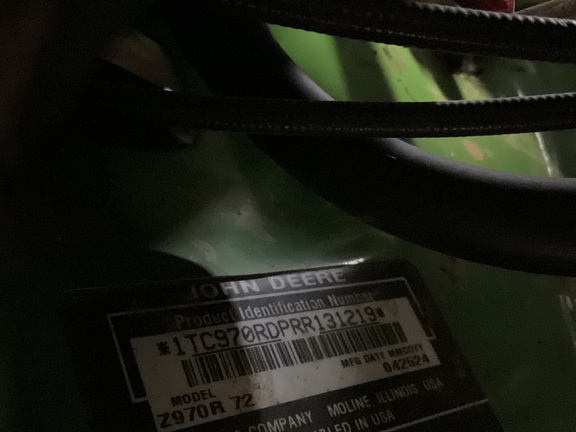 JOHN DEERE
Product Identification Number
*1TC970RDPRR131219*
MFG DATE MMDDYY
042524
MODEL
Z970R 72
COMPANY MOLINE ILLINOIS USA
IN USA